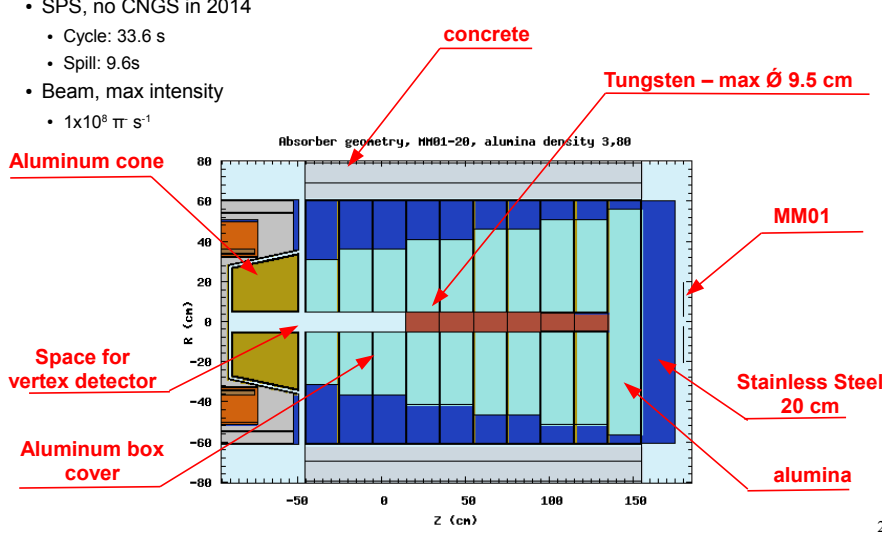 • SPS, no CNGS in 2014
• Cycle: 33.6 s
• Spill: 9.6s
• Beam, max intensity
• 1x10⁸ π⁻ s⁻¹
concrete
Tungsten – max Ǿ 9.5 cm
Absorber geometry, MM01-20, alumina density 3,80
Aluminum cone
MM01
Space for
vertex detector
Stainless Steel
20 cm
Aluminum box
cover
alumina
R (cm)
80
60
40
20
0
-20
-40
-60
-80
-50
0
50
100
150
Z (cm)
2